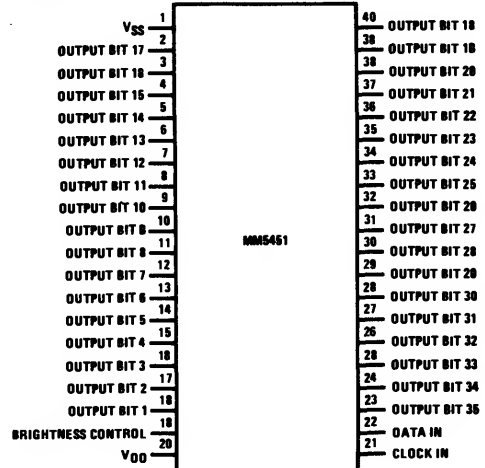 1 40
VSS OUTPUT BIT 18
2 38
OUTPUT BIT 17 OUTPUT BIT 18
3 38
OUTPUT BIT 18 OUTPUT BIT 20
4 37
OUTPUT BIT 15 OUTPUT BIT 21
5 36
OUTPUT BIT 14 OUTPUT BIT 22
6 35
OUTPUT BIT 13 OUTPUT BIT 23
7 34
OUTPUT BIT 12 OUTPUT BIT 24
8 33
OUTPUT BIT 11 OUTPUT BIT 25
9 32
OUTPUT BIT 10 OUTPUT BIT 20
10 31
OUTPUT BIT 8 OUTPUT BIT 27
11 MM5451 30
OUTPUT BIT 8 OUTPUT BIT 28
12 29
OUTPUT BIT 7 OUTPUT BIT 28
13 28
OUTPUT BIT 6 OUTPUT BIT 30
14 27
OUTPUT BIT 5 OUTPUT BIT 31
15 26
OUTPUT BIT 4 OUTPUT BIT 32
18 28
OUTPUT BIT 3 OUTPUT BIT 33
17 24
OUTPUT BIT 2 OUTPUT BIT 34
18 23
OUTPUT BIT 1 OUTPUT BIT 35
18 22
BRIGHTNESS CONTROL DATA IN
20 21
VDD CLOCK IN